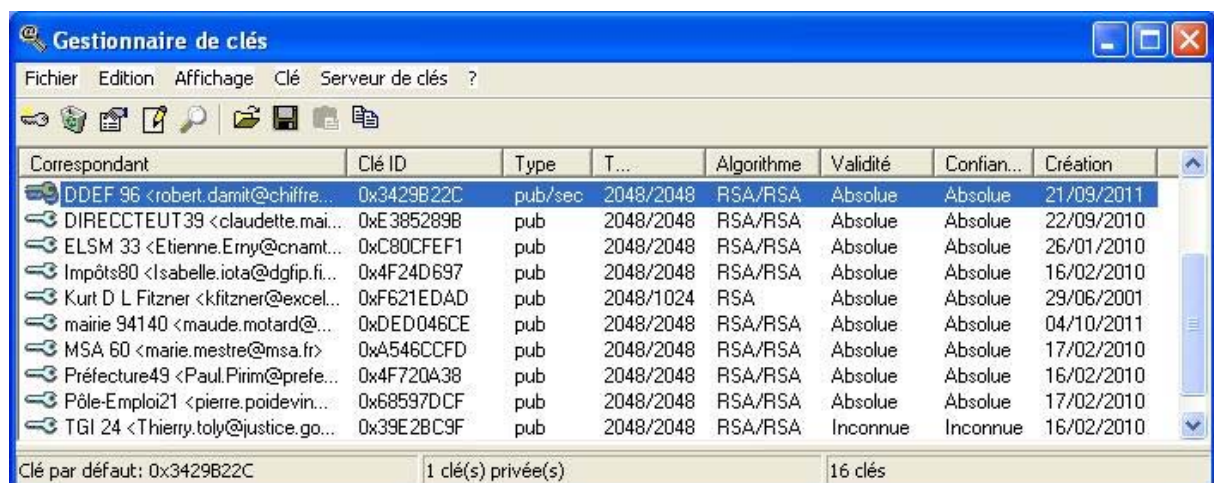 Gestionnaire de clés
Fichier Edition Affichage Clé Serveur de clés ?
Correspondant Clé ID Type T... Algorithme Validité Confian... Création
DDEF 96 <robert.damit@chiffre... 0x3429B22C pub/sec 2048/2048 RSA/RSA Absolue Absolue 21/09/2011
DIRECCTEUT39 <claudette.mai... 0xE385289B pub 2048/2048 RSA/RSA Absolue Absolue 22/09/2010
ELSM 33 <Etienne.Erny@cnamt... 0xC80CFEF1 pub 2048/2048 RSA/RSA Absolue Absolue 26/01/2010
Impôts80 <Isabelle.iota@dgfip.fi... 0x4F24D697 pub 2048/2048 RSA/RSA Absolue Absolue 16/02/2010
Kurt D L Fitzner <kfitzner@excel... 0xF621EDAD pub 2048/1024 RSA Absolue Absolue 29/06/2001
mairie 94140 <maude.motard@... 0xDED046CE pub 2048/2048 RSA/RSA Absolue Absolue 04/10/2011
MSA 60 <marie.mestre@msa.fr> 0xA546CCFD pub 2048/2048 RSA/RSA Absolue Absolue 17/02/2010
Préfecture49 <Paul.Pirim@prefe... 0x4F720A38 pub 2048/2048 RSA/RSA Absolue Absolue 16/02/2010
Pôle-Emploi21 <pierre.poidevin... 0x68597DCF pub 2048/2048 RSA/RSA Absolue Absolue 17/02/2010
TGI 24 <Thierry.toly@justice.go... 0x39E2BC9F pub 2048/2048 RSA/RSA Inconnue Inconnue 16/02/2010
Clé par défaut: 0x3429B22C 1 clé(s) privée(s) 16 clés